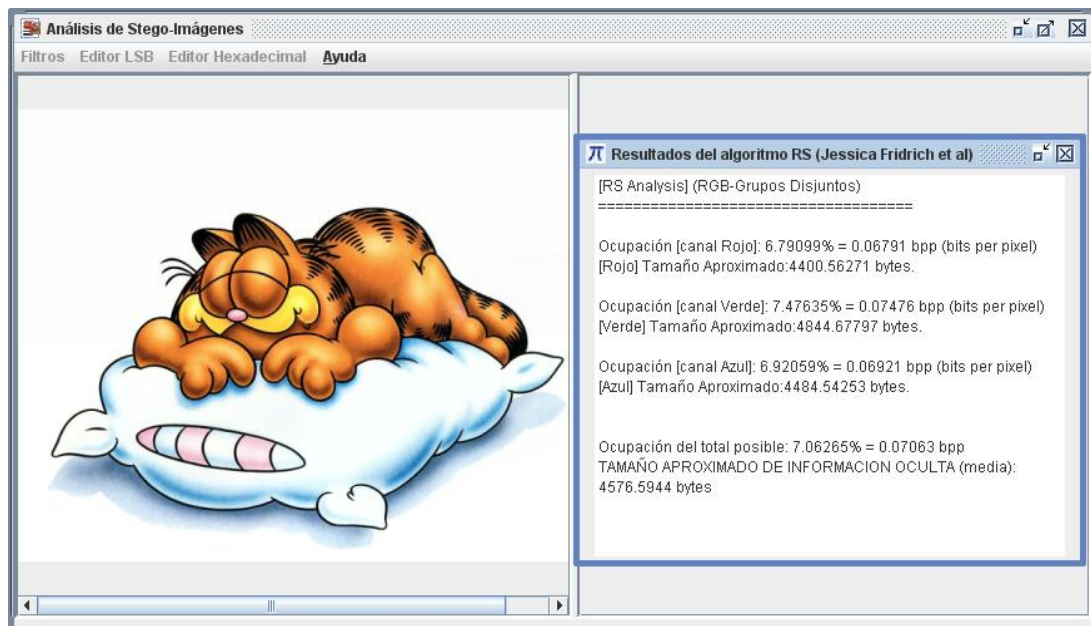 Análisis de Stego-Imágenes
Filtros Editor LSB Editor Hexadecimal Ayuda
Resultados del algoritmo RS (Jessica Fridrich et al)
[RS Analysis] (RGB-Grupos Disjuntos)
====================================
Ocupación [canal Rojo]: 6.79099% = 0.06791 bpp (bits per pixel)
[Rojo] Tamaño Aproximado:4400.56271 bytes.
Ocupación [canal Verde]: 7.47635% = 0.07476 bpp (bits per pixel)
[Verde] Tamaño Aproximado:4844.67797 bytes.
Ocupación [canal Azul]: 6.92059% = 0.06921 bpp (bits per pixel)
[Azul] Tamaño Aproximado:4484.54253 bytes.
Ocupación del total posible: 7.06265% = 0.07063 bpp
TAMAÑO APROXIMADO DE INFORMACION OCULTA (media):
4576.5944 bytes